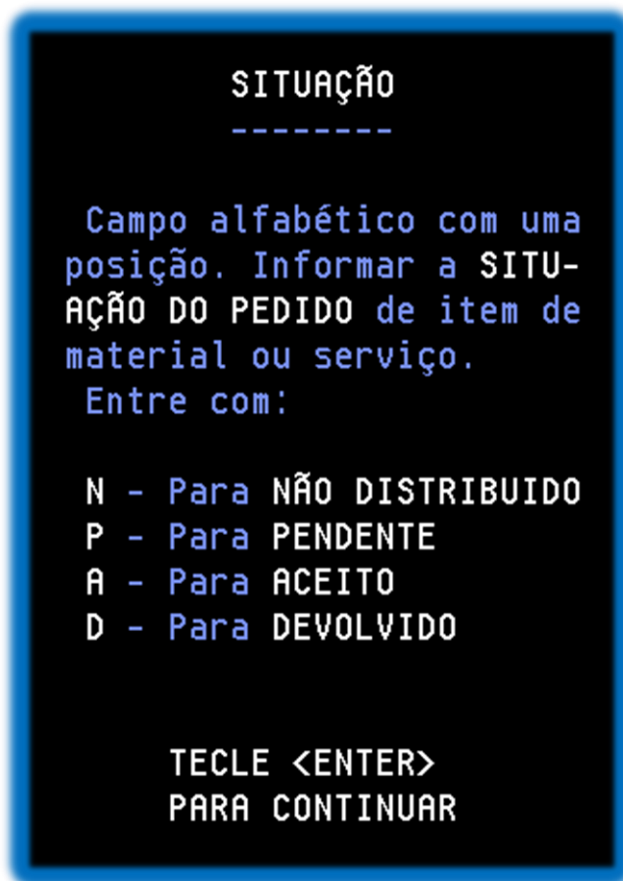 SITUAÇÃO
--------
Campo alfabético com uma
posição. Informar a SITU-
AÇÃO DO PEDIDO de item de
material ou serviço.
Entre com:
N - Para NÃO DISTRIBUIDO
P - Para PENDENTE
A - Para ACEITO
D - Para DEVOLVIDO
TECLE <ENTER>
PARA CONTINUAR